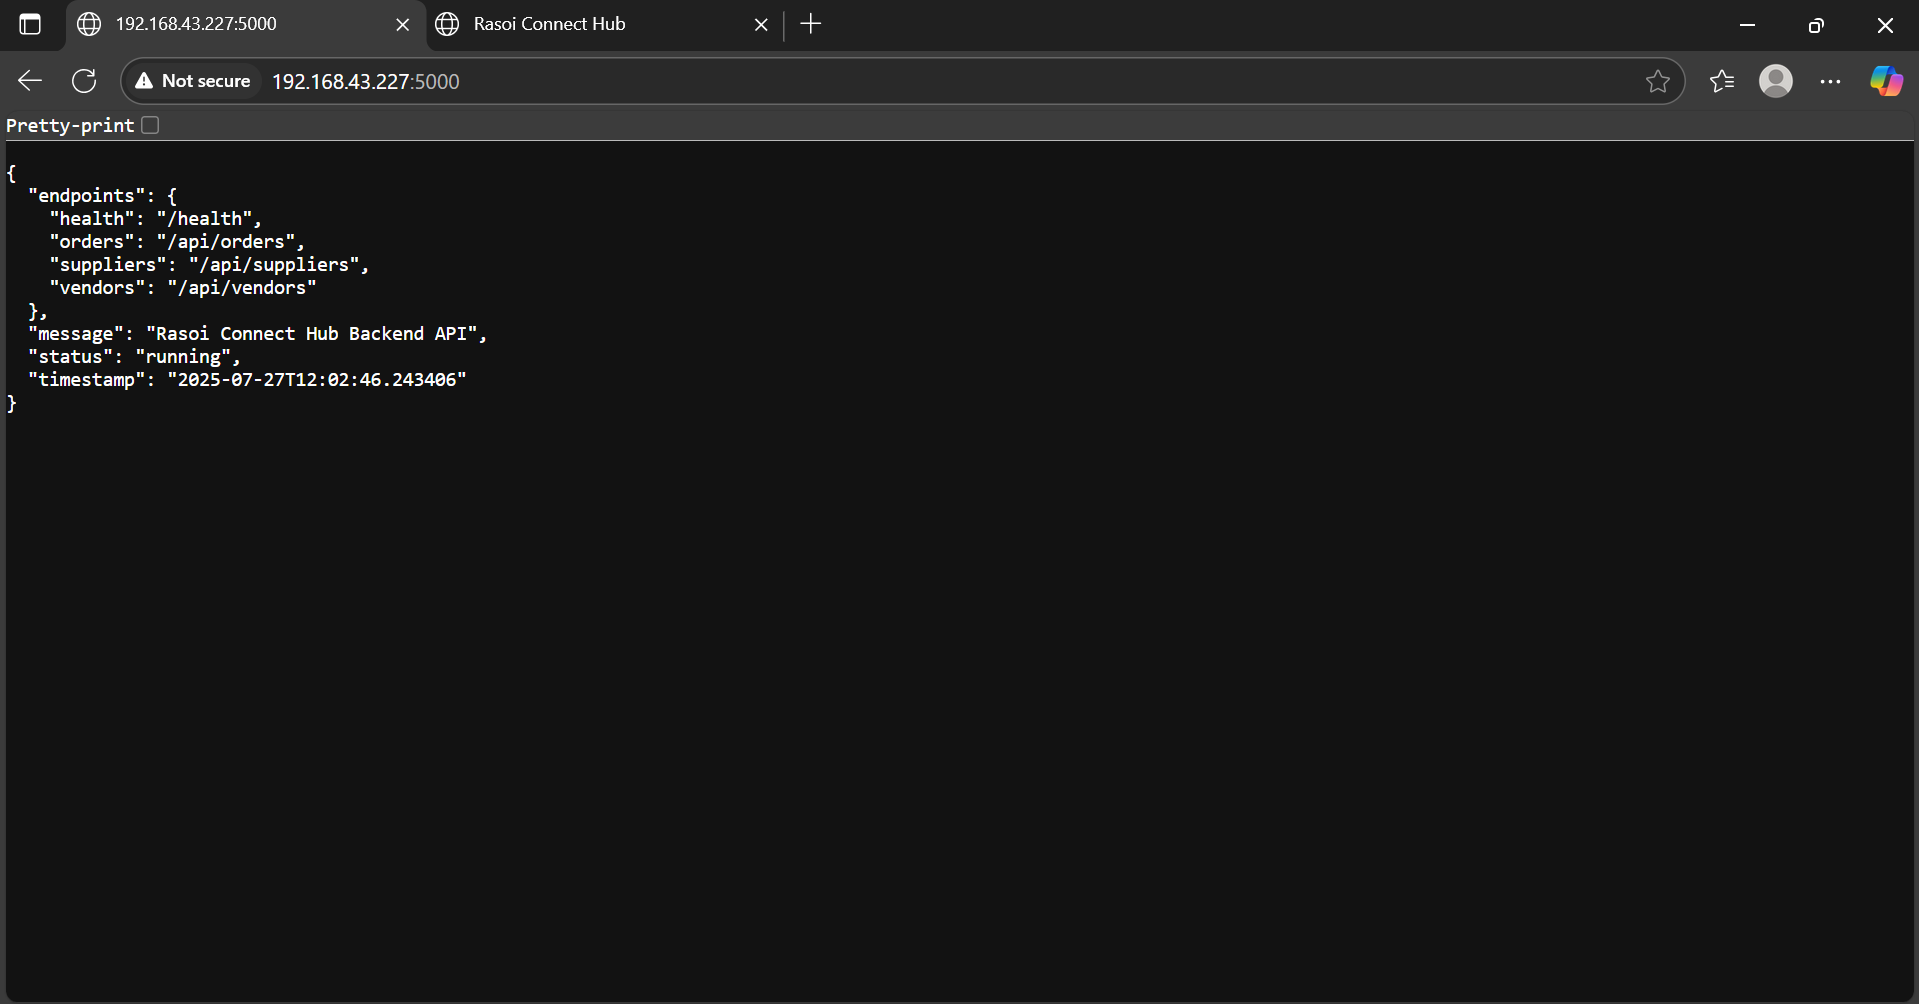 192.168.43.227:5000
Rasoi Connect Hub
Not secure
192.168.43.227:5000
Pretty-print
{
  "endpoints": {
    "health": "/health",
    "orders": "/api/orders",
    "suppliers": "/api/suppliers",
    "vendors": "/api/vendors"
  },
  "message": "Rasoi Connect Hub Backend API",
  "status": "running",
  "timestamp": "2025-07-27T12:02:46.243406"
}